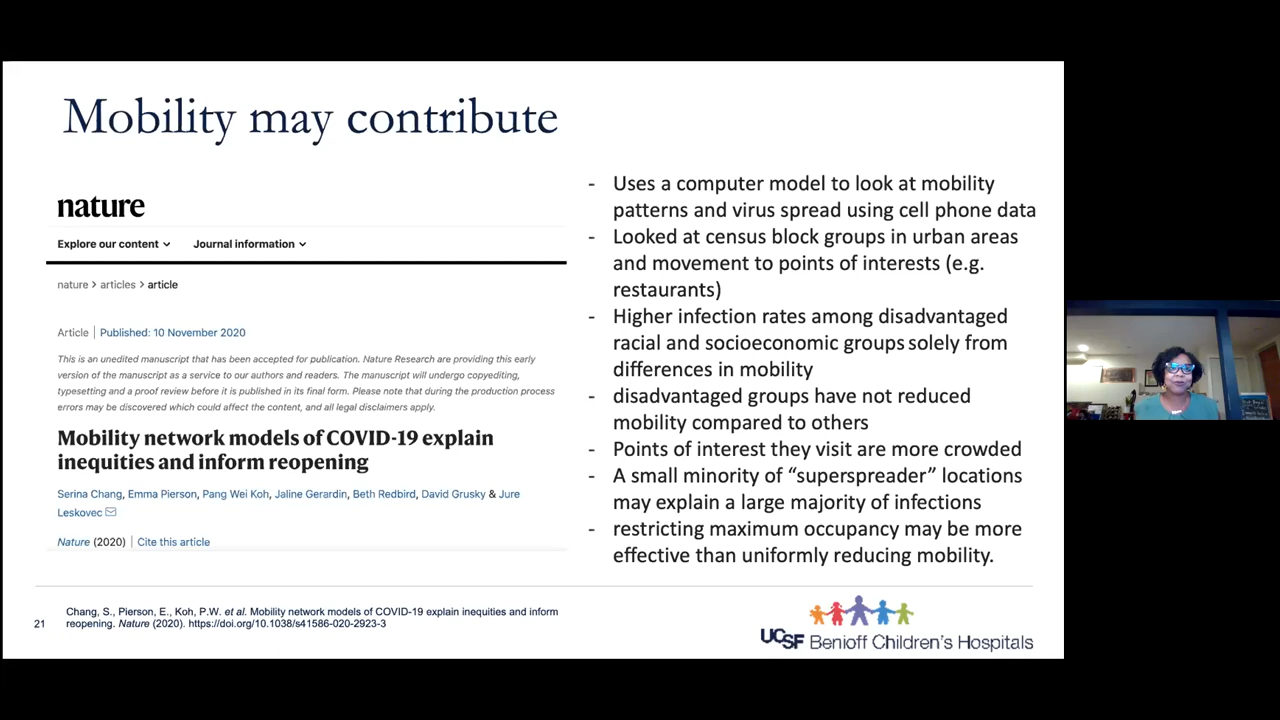 Mobility may contribute
nature
Explore our content
Journal information
nature > articles > article
Article | Published: 10 November 2020
This is an unedited manuscript that has been accepted for publication. Nature Research are providing this early
version of the manuscript as a service to our authors and readers. The manuscript will undergo copyediting,
typesetting and a proof review before it is published in its final form. Please note that during the production process
errors may be discovered which could affect the content, and all legal disclaimers apply.
Mobility network models of COVID-19 explain
inequities and inform reopening
Serina Chang, Emma Pierson, Pang Wei Koh, Jaline Gerardin, Beth Redbird, David Grusky & Jure
Leskovec
Nature (2020) | Cite this article
- Uses a computer model to look at mobility
patterns and virus spread using cell phone data
- Looked at census block groups in urban areas
and movement to points of interests (e.g.
restaurants)
- Higher infection rates among disadvantaged
racial and socioeconomic groups solely from
differences in mobility
- disadvantaged groups have not reduced
mobility compared to others
- Points of interest they visit are more crowded
- A small minority of “superspreader” locations
may explain a large majority of infections
- restricting maximum occupancy may be more
effective than uniformly reducing mobility.
21
Chang, S., Pierson, E., Koh, P.W. et al. Mobility network models of COVID-19 explain inequities and inform
reopening. Nature (2020). https://doi.org/10.1038/s41586-020-2923-3
UCSF Benioff Children's Hospitals